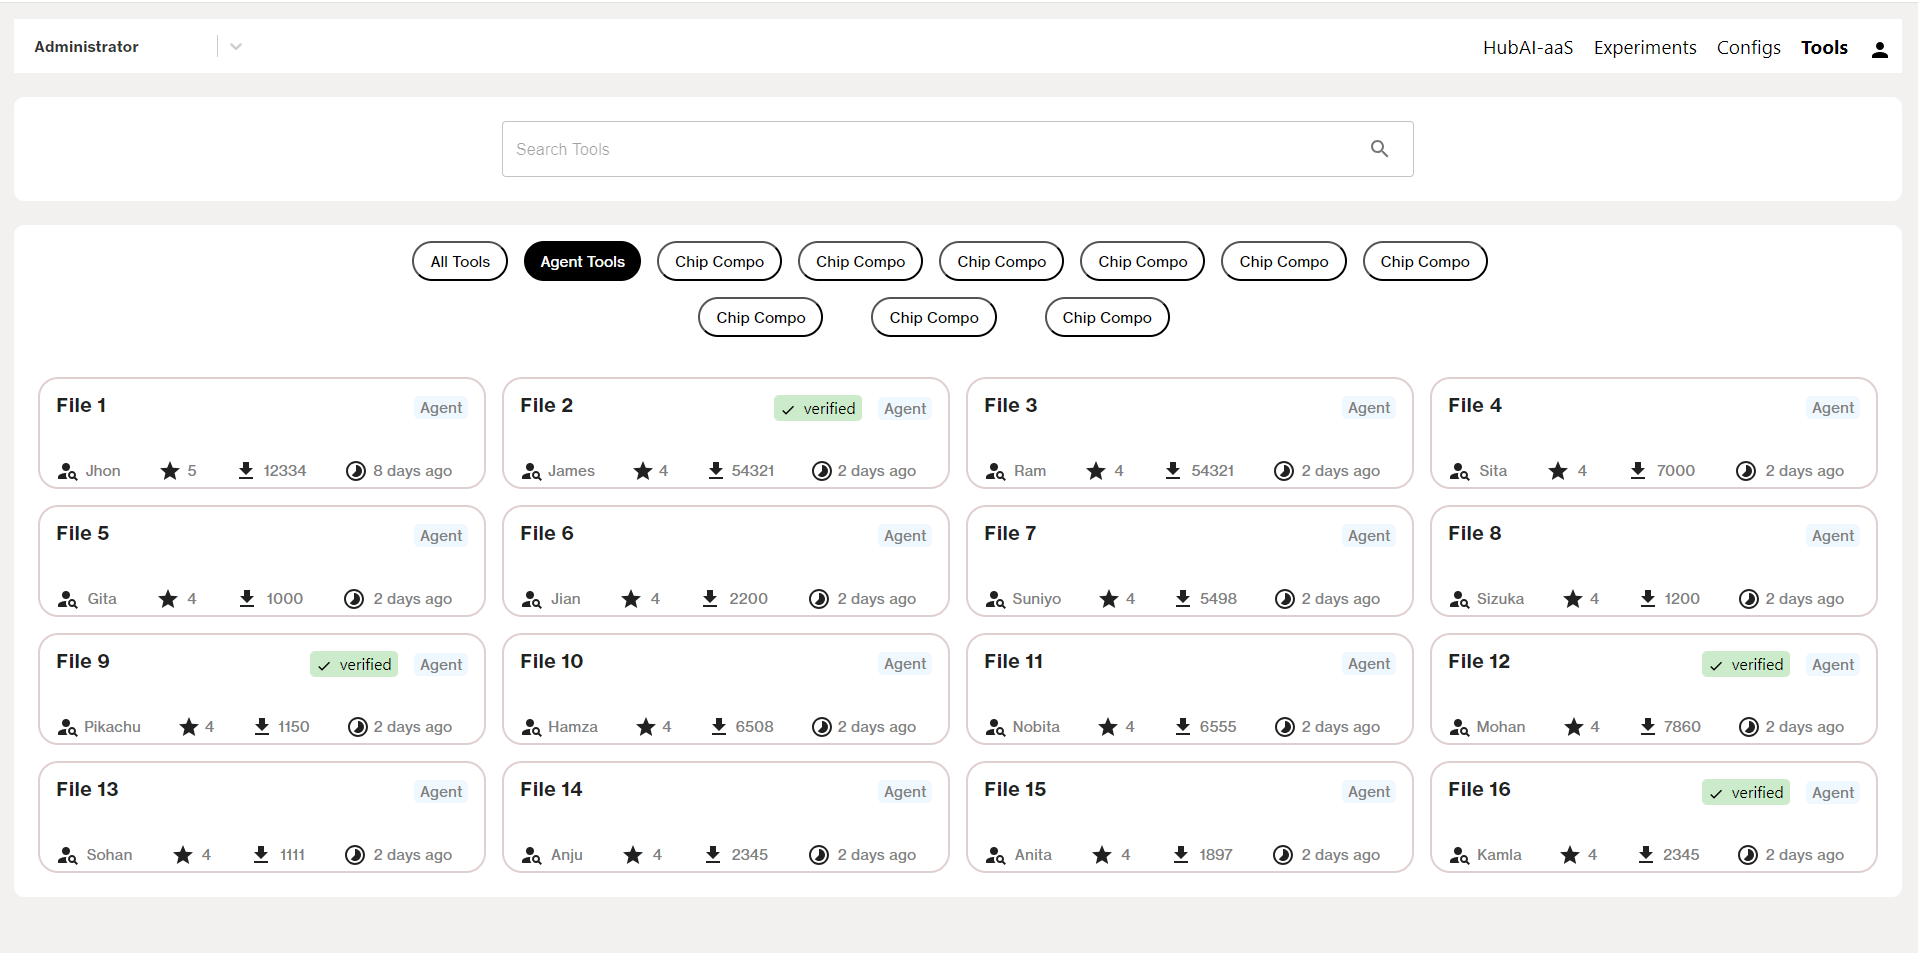 Administrator HubAI-aaS Experiments Configs Tools
Search Tools
All Tools Agent Tools Chip Compo Chip Compo Chip Compo Chip Compo Chip Compo Chip Compo
Chip Compo Chip Compo Chip Compo
File 1 Agent File 2 verified Agent File 3 Agent File 4 Agent
Jhon 5 12334 8 days ago James 4 54321 2 days ago Ram 4 54321 2 days ago Sita 4 7000 2 days ago
File 5 Agent File 6 Agent File 7 Agent File 8 Agent
Gita 4 1000 2 days ago Jian 4 2200 2 days ago Suniyo 4 5498 2 days ago Sizuka 4 1200 2 days ago
File 9 verified Agent File 10 Agent File 11 Agent File 12 verified Agent
Pikachu 4 1150 2 days ago Hamza 4 6508 2 days ago Nobita 4 6555 2 days ago Mohan 4 7860 2 days ago
File 13 Agent File 14 Agent File 15 Agent File 16 verified Agent
Sohan 4 1111 2 days ago Anju 4 2345 2 days ago Anita 4 1897 2 days ago Kamla 4 2345 2 days ago